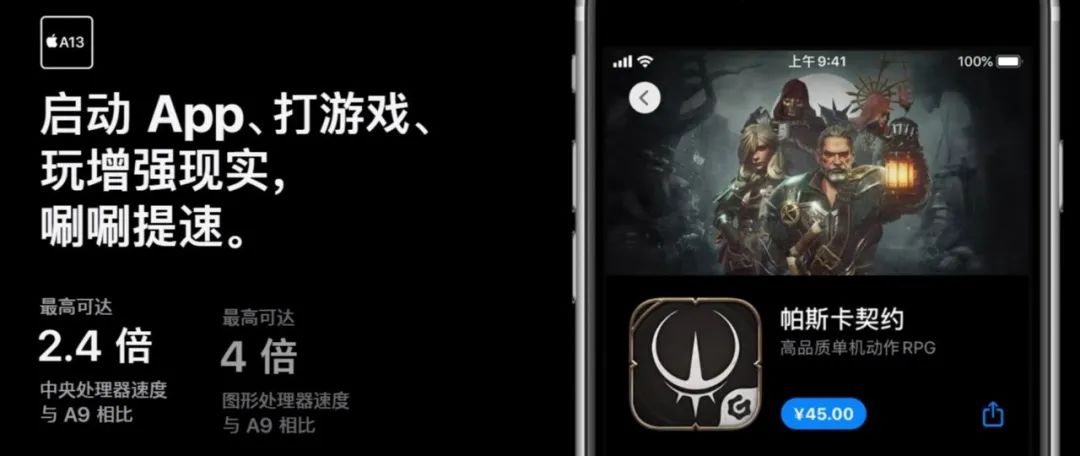 A13
启动 App、打游戏、
玩增强现实，
唰唰提速。
最高可达
2.4 倍
中央处理器速度
与 A9 相比
最高可达
4 倍
图形处理器速度
与 A9 相比
上午9:41
100%
帕斯卡契约
高品质单机动作RPG
¥45.00